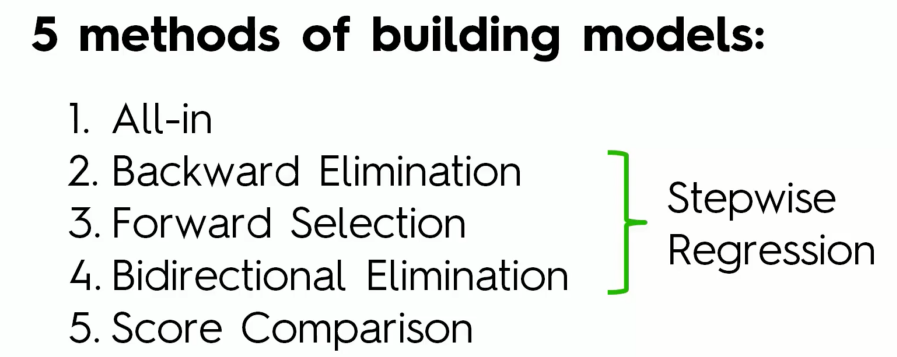 5 methods of building models:
1. All-in
2. Backward Elimination
3. Forward Selection
4. Bidirectional Elimination
5. Score Comparison
Stepwise
Regression